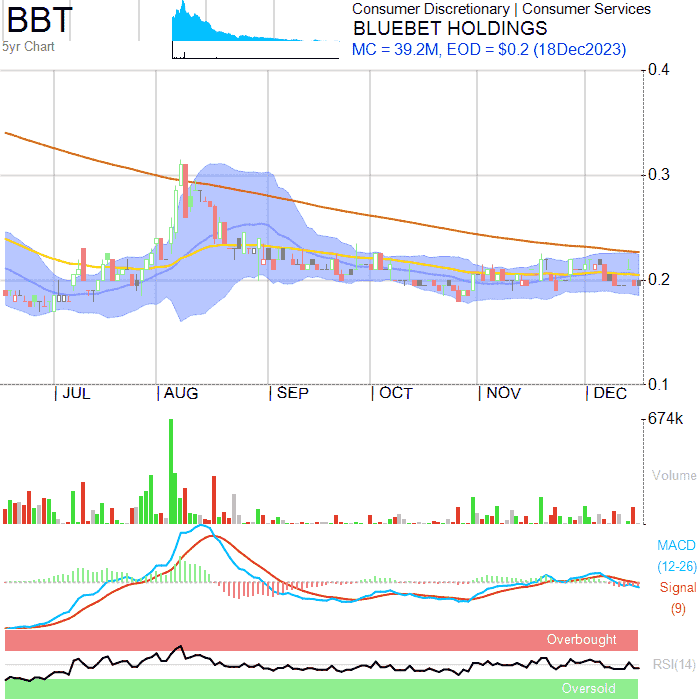 BBT
5yr Chart
Consumer Discretionary | Consumer Services
BLUEBET HOLDINGS
MC = 39.2M, EOD = $0.2 (18Dec2023)
0.4
0.3
0.2
0.1
| JUL | AUG | SEP | OCT | NOV | DEC
674k
Volume
MACD
(12-26)
Signal
(9)
Overbought
RSI(14)
Oversold